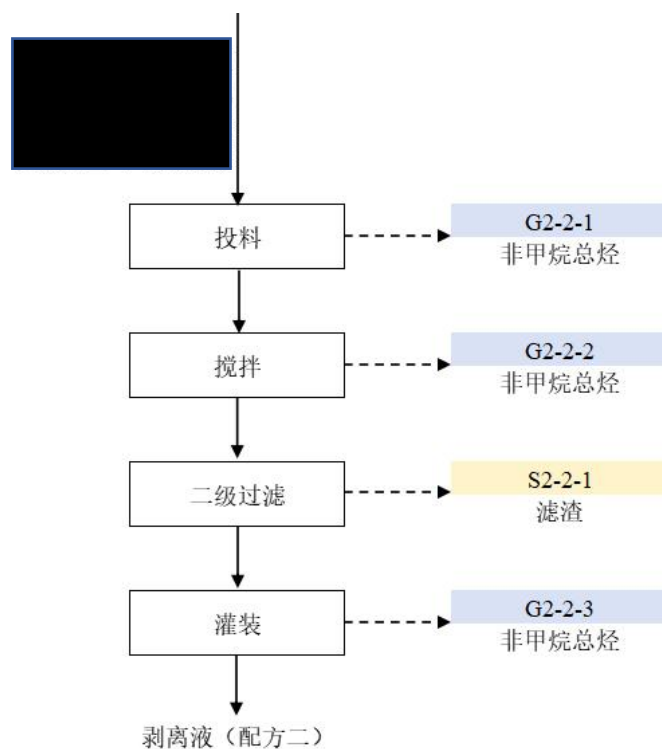 投料
G2-2-1
非甲烷总烃
搅拌
G2-2-2
非甲烷总烃
二级过滤
S2-2-1
滤渣
灌装
G2-2-3
非甲烷总烃
剥离液（配方二）